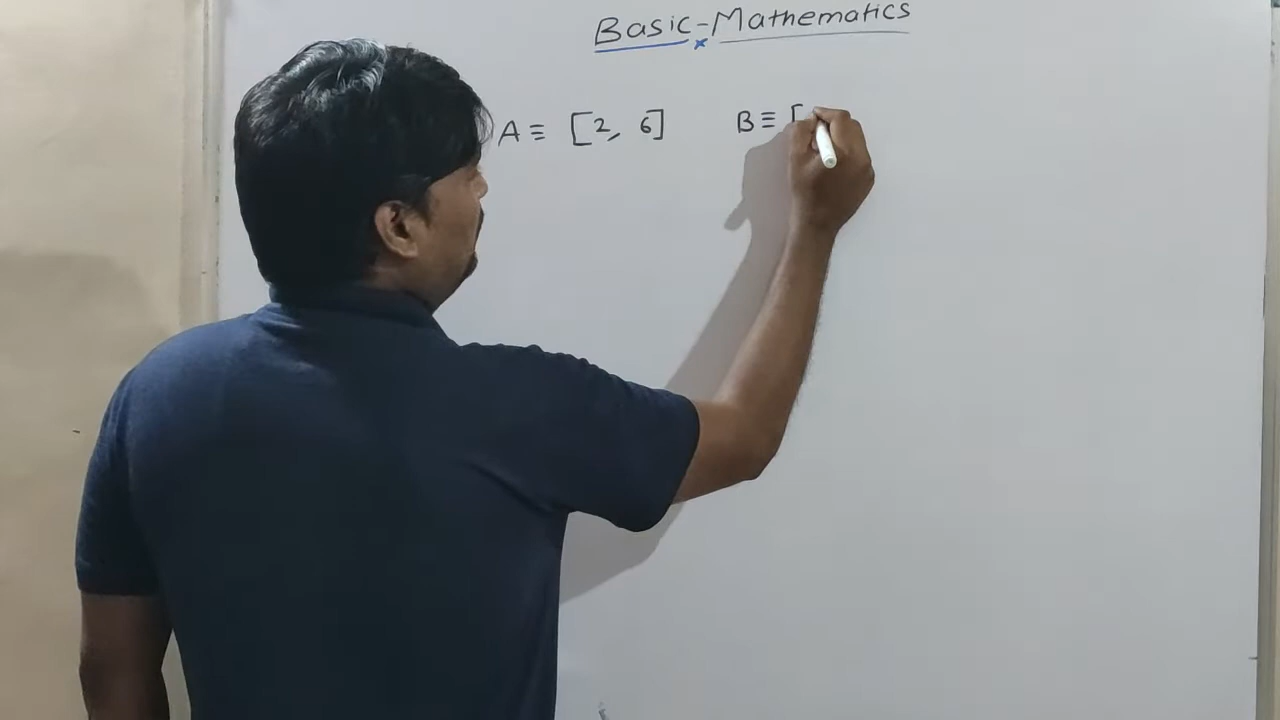 Basic-Mathematics
A ≡ [2, 6] B ≡ [